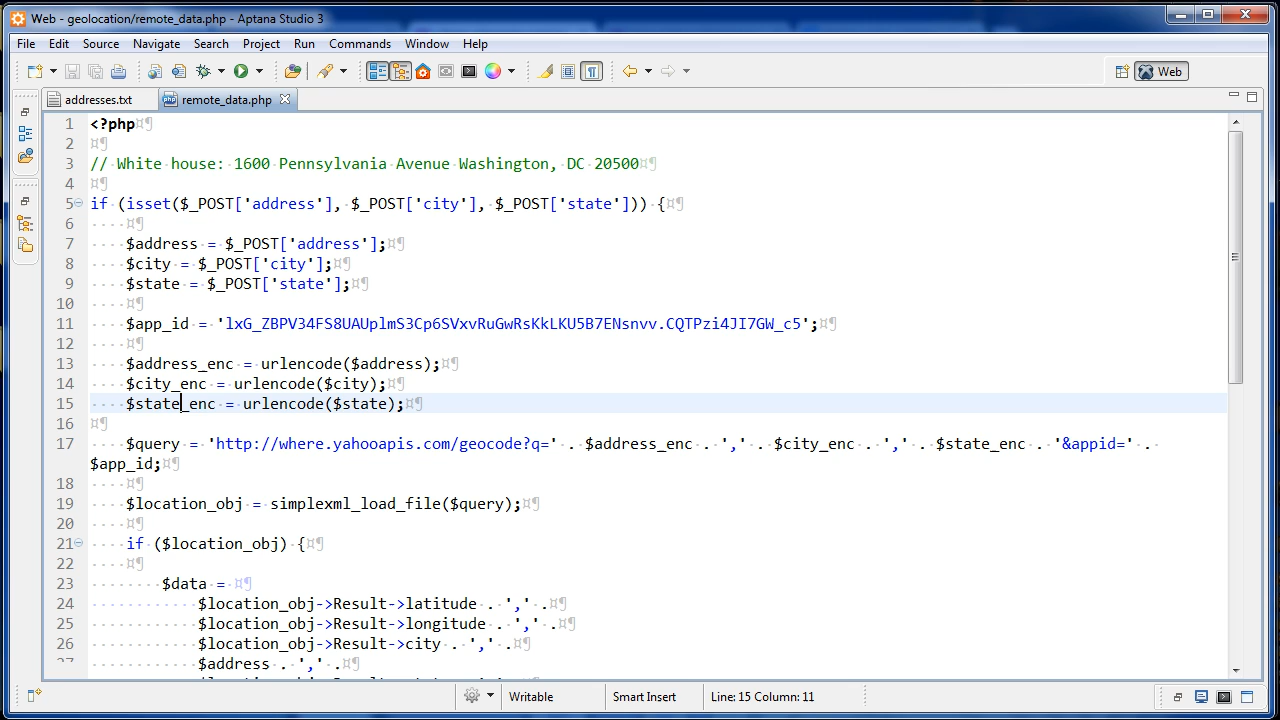 Web - geolocation/remote_data.php - Aptana Studio 3
File Edit Source Navigate Search Project Run Commands Window Help
Web
addresses.txt remote_data.php
1 <?php
2
3 // White house: 1600 Pennsylvania Avenue Washington, DC 20500
4
5 if (isset($_POST['address'], $_POST['city'], $_POST['state'])) {
6
7 $address = $_POST['address'];
8 $city = $_POST['city'];
9 $state = $_POST['state'];
10
11 $app_id = 'lxG_ZBPV34FS8UAUplmS3Cp6SVxvRuGwRsKkLKU5B7ENsnvv.CQTPzi4JI7GW_c5';
12
13 $address_enc = urlencode($address);
14 $city_enc = urlencode($city);
15 $state_enc = urlencode($state);
16
17 $query = 'http://where.yahooapis.com/geocode?q=' . $address_enc . ',' . $city_enc . ',' . $state_enc . '&appid=' .
$app_id;
18
19 $location_obj = simplexml_load_file($query);
20
21 if ($location_obj) {
22
23 $data =
24 $location_obj->Result->latitude . ',' .
25 $location_obj->Result->longitude . ',' .
26 $location_obj->Result->city . ',' .
27 $address . ',' .
Writable Smart Insert Line: 15 Column: 11